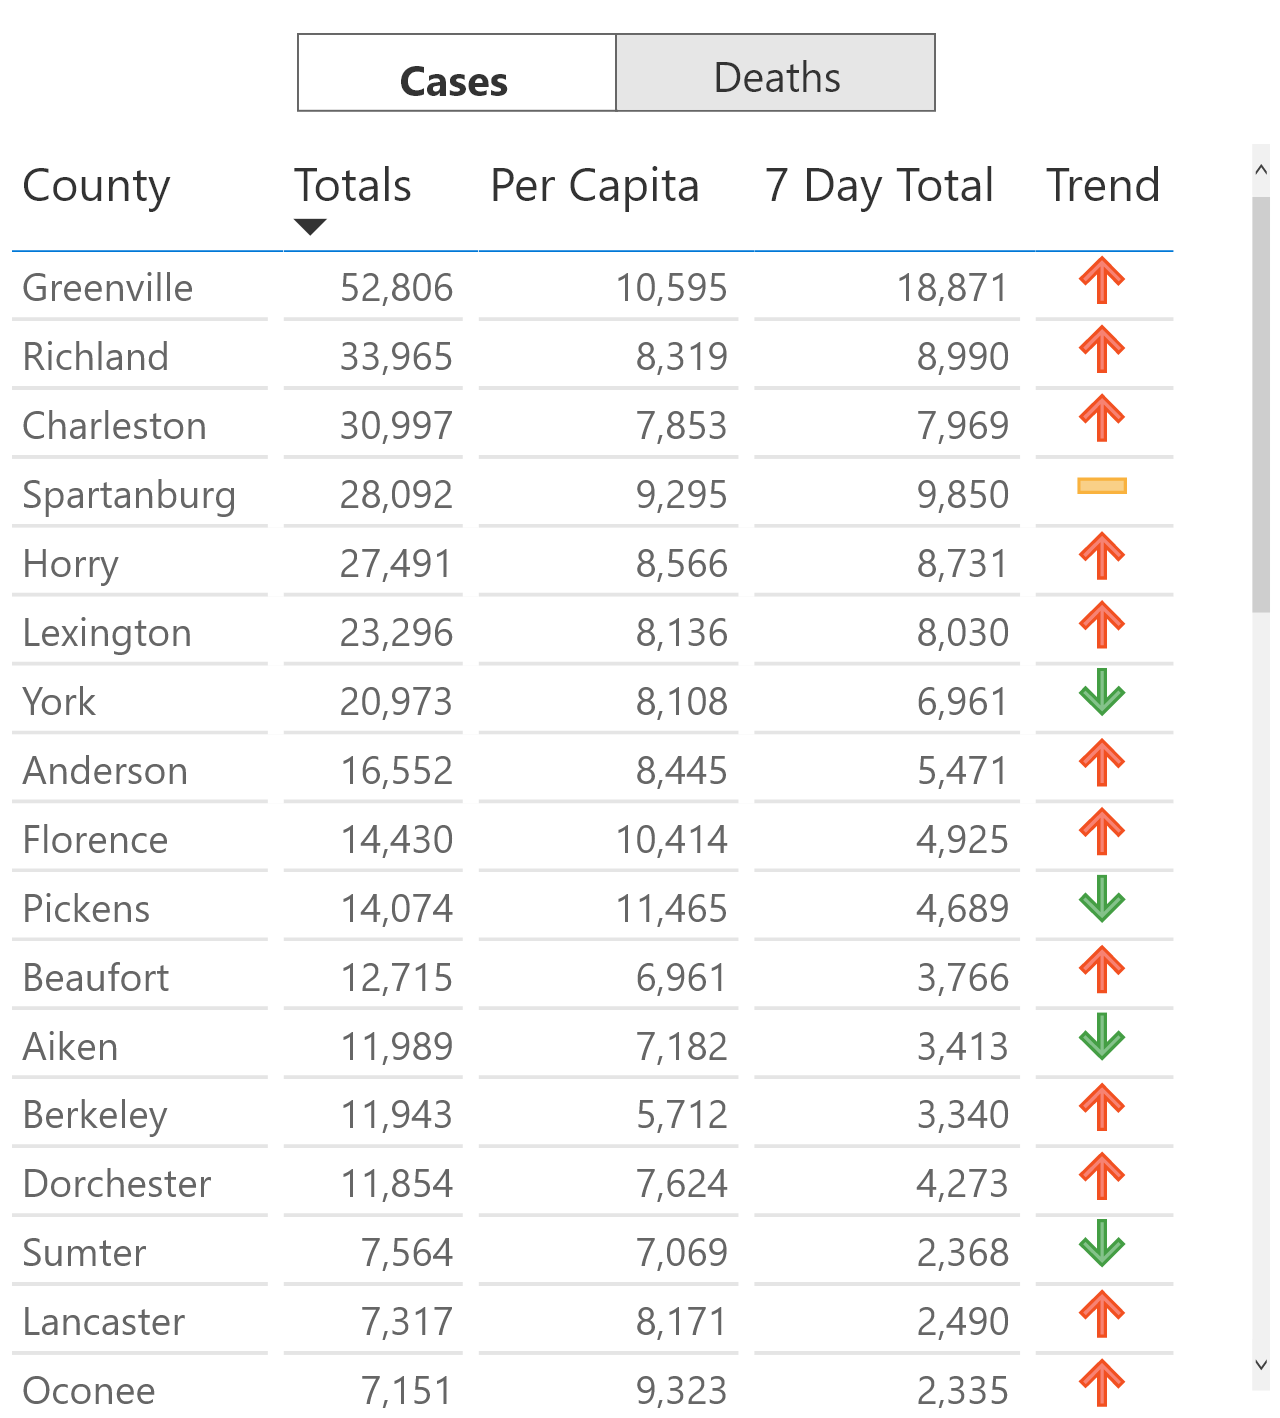 Cases Deaths
County Totals Per Capita 7 Day Total Trend
Greenville 52,806 10,595 18,871
Richland 33,965 8,319 8,990
Charleston 30,997 7,853 7,969
Spartanburg 28,092 9,295 9,850
Horry 27,491 8,566 8,731
Lexington 23,296 8,136 8,030
York 20,973 8,108 6,961
Anderson 16,552 8,445 5,471
Florence 14,430 10,414 4,925
Pickens 14,074 11,465 4,689
Beaufort 12,715 6,961 3,766
Aiken 11,989 7,182 3,413
Berkeley 11,943 5,712 3,340
Dorchester 11,854 7,624 4,273
Sumter 7,564 7,069 2,368
Lancaster 7,317 8,171 2,490
Oconee 7,151 9,323 2,335